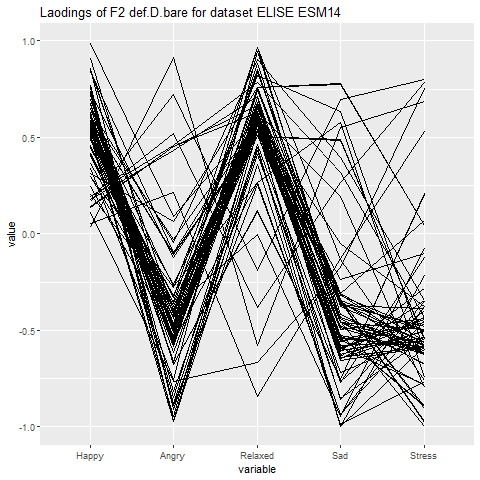 Laodings of F2 def.D.bare for dataset ELISE ESM14
1.0
0.5
0.0
-0.5
-1.0
value
Happy Angry Relaxed Sad Stress
variable